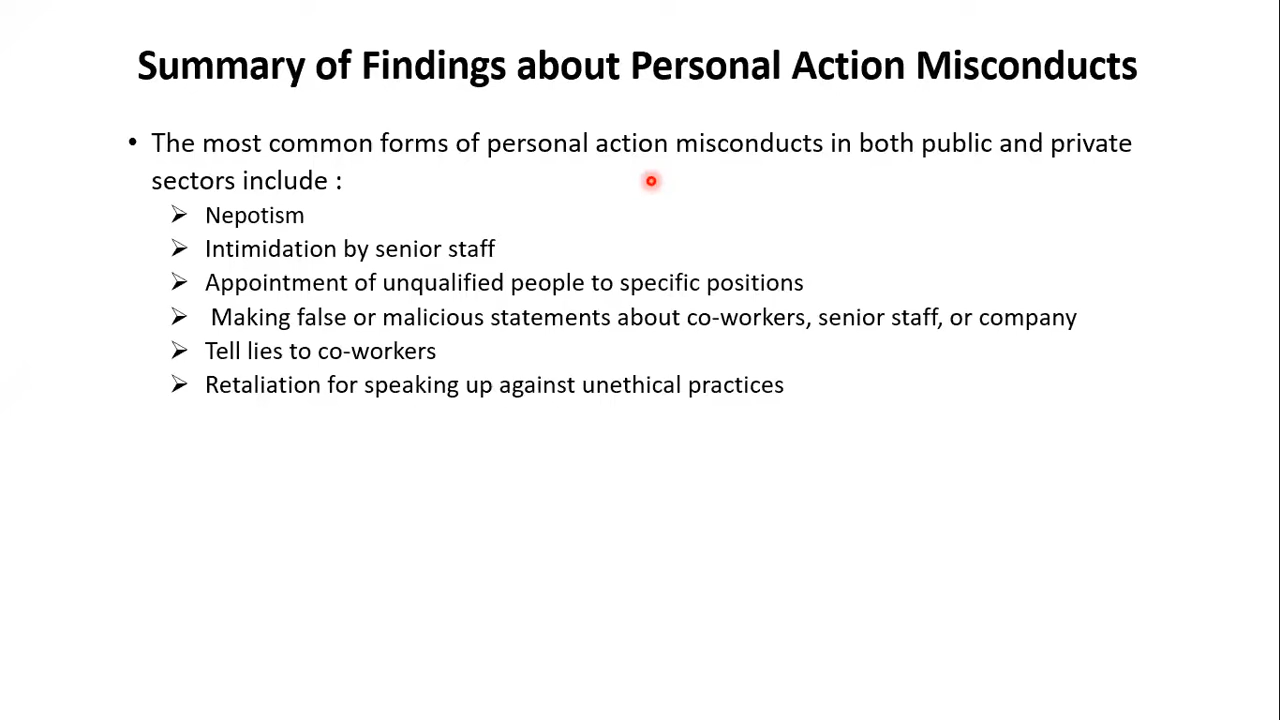 Summary of Findings about Personal Action Misconducts
• The most common forms of personal action misconducts in both public and private
sectors include :
➢ Nepotism
➢ Intimidation by senior staff
➢ Appointment of unqualified people to specific positions
➢ Making false or malicious statements about co-workers, senior staff, or company
➢ Tell lies to co-workers
➢ Retaliation for speaking up against unethical practices